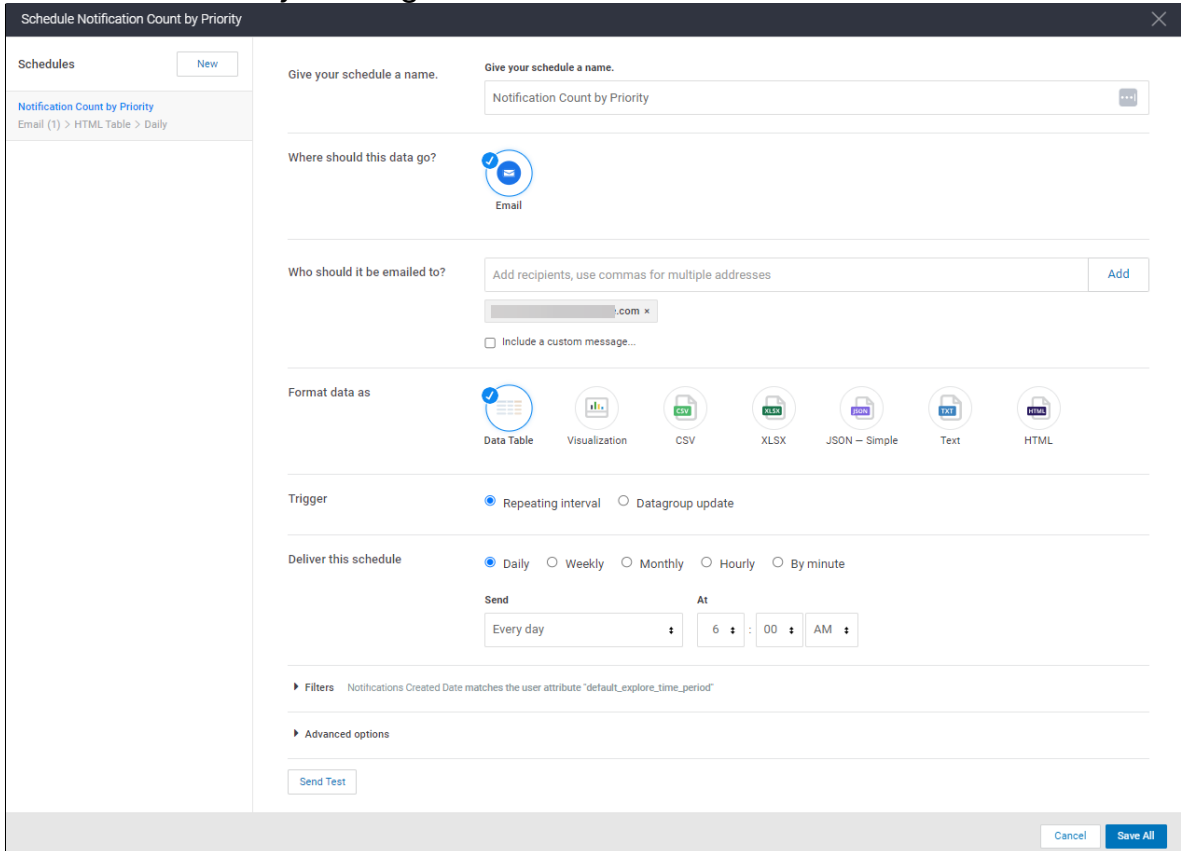 Schedule Notification Count by Priority
Schedules
New
Notification Count by Priority
Email (1) > HTML Table > Daily
Give your schedule a name.
Give your schedule a name.
Notification Count by Priority
Where should this data go?
Email
Who should it be emailed to?
Add recipients, use commas for multiple addresses
Add
.com ×
Include a custom message...
Format data as
Data Table
Visualization
CSV
CSV
XLSX
XLSX
JSON
JSON — Simple
TXT
Text
HTML
HTML
Trigger
Repeating interval
Datagroup update
Deliver this schedule
Daily
Weekly
Monthly
Hourly
By minute
Send
At
Every day
6 : 00 AM
Filters Notifications Created Date matches the user attribute "default_explore_time_period"
Advanced options
Send Test
Cancel
Save All